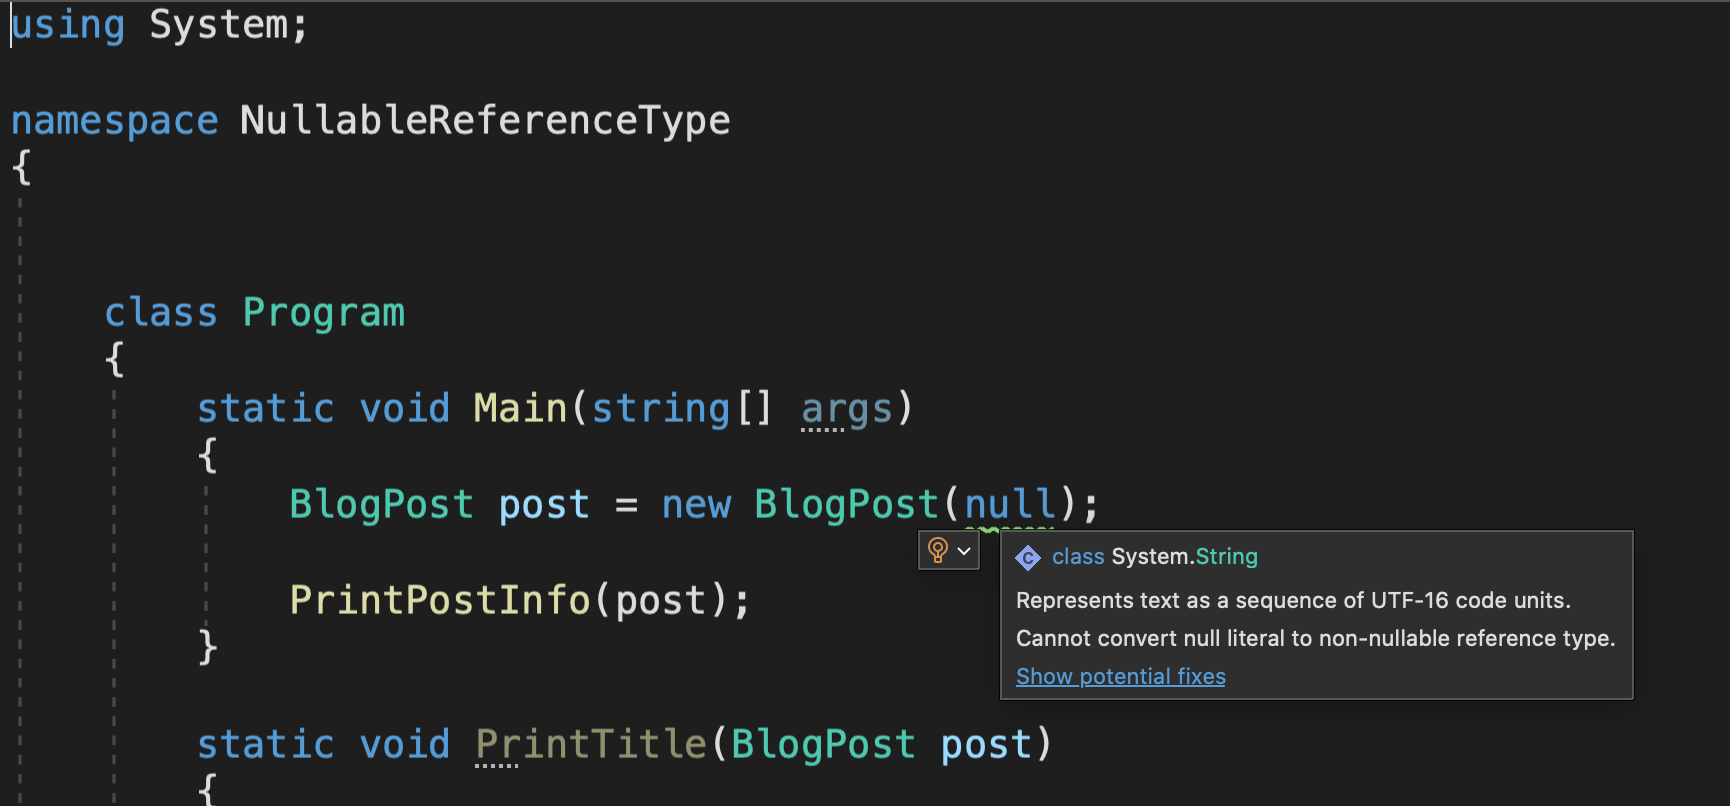 using System;
namespace NullableReferenceType
{
class Program
{
static void Main(string[] args)
{
BlogPost post = new BlogPost(null);
class System.String
Represents text as a sequence of UTF-16 code units.
Cannot convert null literal to non-nullable reference type.
Show potential fixes
PrintPostInfo(post);
}
static void PrintTitle(BlogPost post)
{